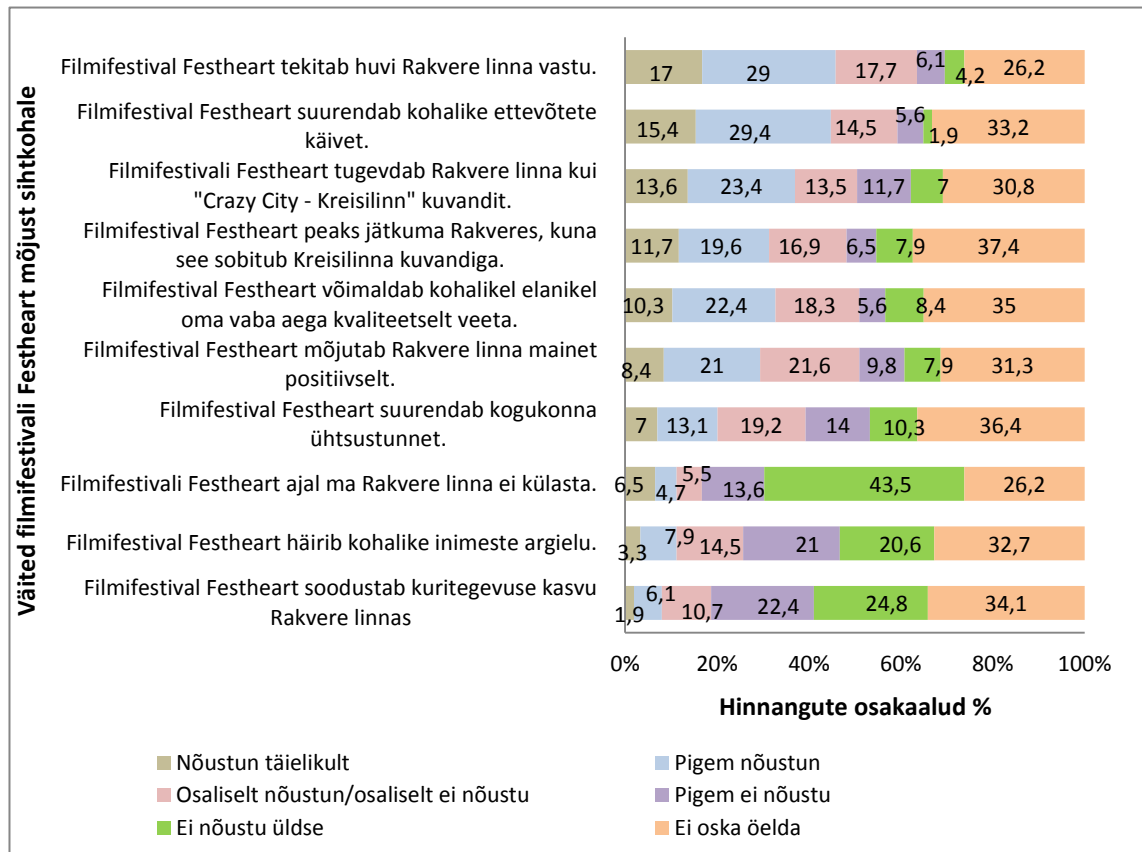 Väited filmifestivali Festheart mõjust sihtkohale
Filmifestival Festheart tekitab huvi Rakvere linna vastu.
17 29 17,7 6,1 4,2 26,2
Filmifestival Festheart suurendab kohalike ettevõtete
käivet.
15,4 29,4 14,5 5,6 1,9 33,2
Filmifestivali Festheart tugevdab Rakvere linna kui
"Crazy City - Kreisilinn" kuvandit.
13,6 23,4 13,5 11,7 7 30,8
Filmifestival Festheart peaks jätkuma Rakveres, kuna
see sobitub Kreisilinna kuvandiga.
11,7 19,6 16,9 6,5 7,9 37,4
Filmifestival Festheart võimaldab kohalikel elanikel
oma vaba aega kvaliteetselt veeta.
10,3 22,4 18,3 5,6 8,4 35
Filmifestival Festheart mõjutab Rakvere linna mainet
positiivselt.
8,4 21 21,6 9,8 7,9 31,3
Filmifestival Festheart suurendab kogukonna
ühtsustunnet.
7 13,1 19,2 14 10,3 36,4
Filmifestivali Festheart ajal ma Rakvere linna ei külasta.
6,5 4,7 5,5 13,6 43,5 26,2
Filmifestival Festheart häirib kohalike inimeste argielu.
3,3 7,9 14,5 21 20,6 32,7
Filmifestival Festheart soodustab kuritegevuse kasvu
Rakvere linnas
1,9 6,1 10,7 22,4 24,8 34,1
0% 20% 40% 60% 80% 100%
Hinnangute osakaalud %
Nõustun täielikult
Pigem nõustun
Osaliselt nõustun/osaliselt ei nõustu
Pigem ei nõustu
Ei nõustu üldse
Ei oska öelda